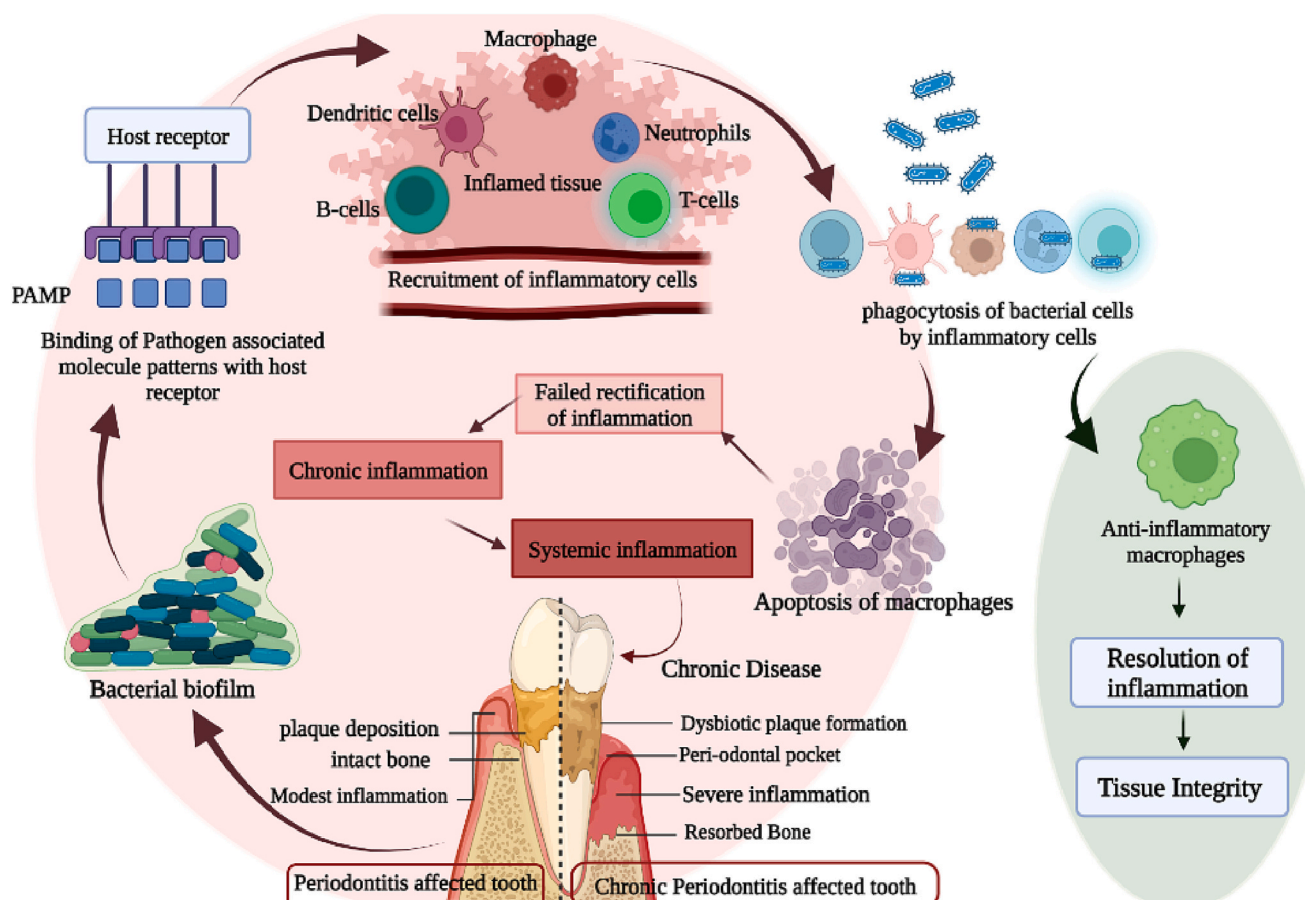 Macrophage
Dendritic cells
Neutrophils
Host receptor
Inflamed tissue
B-cells
T-cells
Recruitment of inflammatory cells
PAMP
Binding of Pathogen associated
molecule patterns with host
receptor
phagocytosis of bacterial cells
by inflammatory cells
Failed rectification
of inflammation
Chronic inflammation
Systemic inflammation
Apoptosis of macrophages
Anti-inflammatory
macrophages
Resolution of
inflammation
Tissue Integrity
Bacterial biofilm
Chronic Disease
plaque deposition
intact bone
Modest inflammation
Dysbiotic plaque formation
Peri-odontal pocket
Severe inflammation
Resorbed Bone
Periodontitis affected tooth
Chronic Periodontitis affected tooth